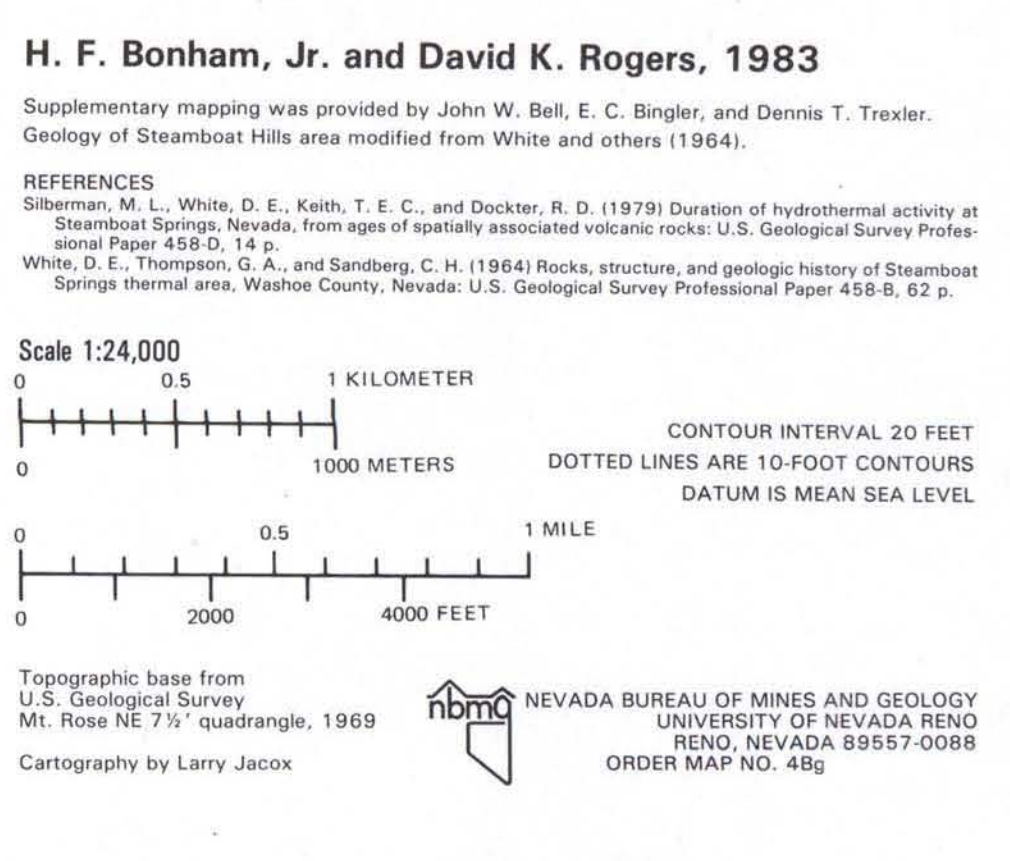 H. F. Bonham, Jr. and David K. Rogers, 1983
Supplementary mapping was provided by John W. Bell, E. C. Bingler, and Dennis T. Trexler.
Geology of Steamboat Hills area modified from White and others (1964).
REFERENCES
Silberman, M. L., White, D. E., Keith, T. E. C., and Dockter, R. D. (1979) Duration of hydrothermal activity at
Steamboat Springs, Nevada, from ages of spatially associated volcanic rocks: U.S. Geological Survey Profes-
sional Paper 458-D, 14 p.
White, D. E., Thompson, G. A., and Sandberg, C. H. (1964) Rocks, structure, and geologic history of Steamboat
Springs thermal area, Washoe County, Nevada: U.S. Geological Survey Professional Paper 458-B, 62 p.
Scale 1:24,000
0 0.5 1 KILOMETER
0 1000 METERS
CONTOUR INTERVAL 20 FEET
DOTTED LINES ARE 10-FOOT CONTOURS
DATUM IS MEAN SEA LEVEL
0 0.5 1 MILE
0 2000 4000 FEET
Topographic base from
U.S. Geological Survey
Mt. Rose NE 7½' quadrangle, 1969
Cartography by Larry Jacox
nbmg
NEVADA BUREAU OF MINES AND GEOLOGY
UNIVERSITY OF NEVADA RENO
RENO, NEVADA 89557-0088
ORDER MAP NO. 4Bg